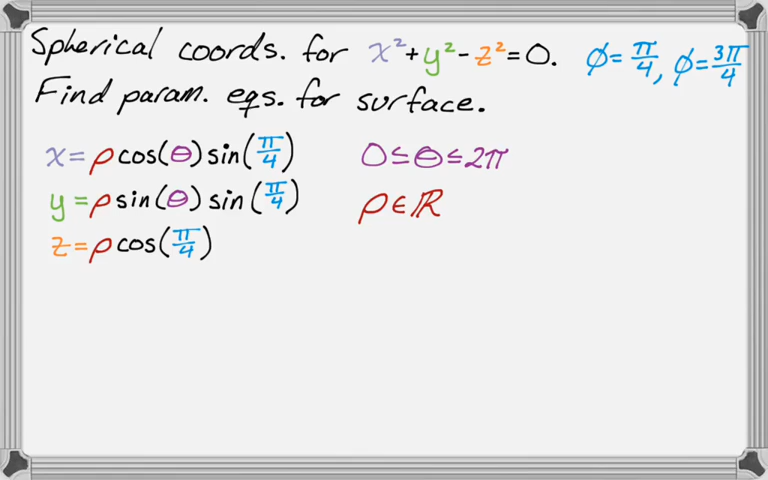 Spherical coords. for x²+y²-z²=0. φ=π/4, φ=3π/4
Find param. eqs. for surface.
x=ρcos(θ)sin(π/4) 0≤θ≤2π
y=ρsin(θ)sin(π/4) ρ∈ℝ
z=ρcos(π/4)